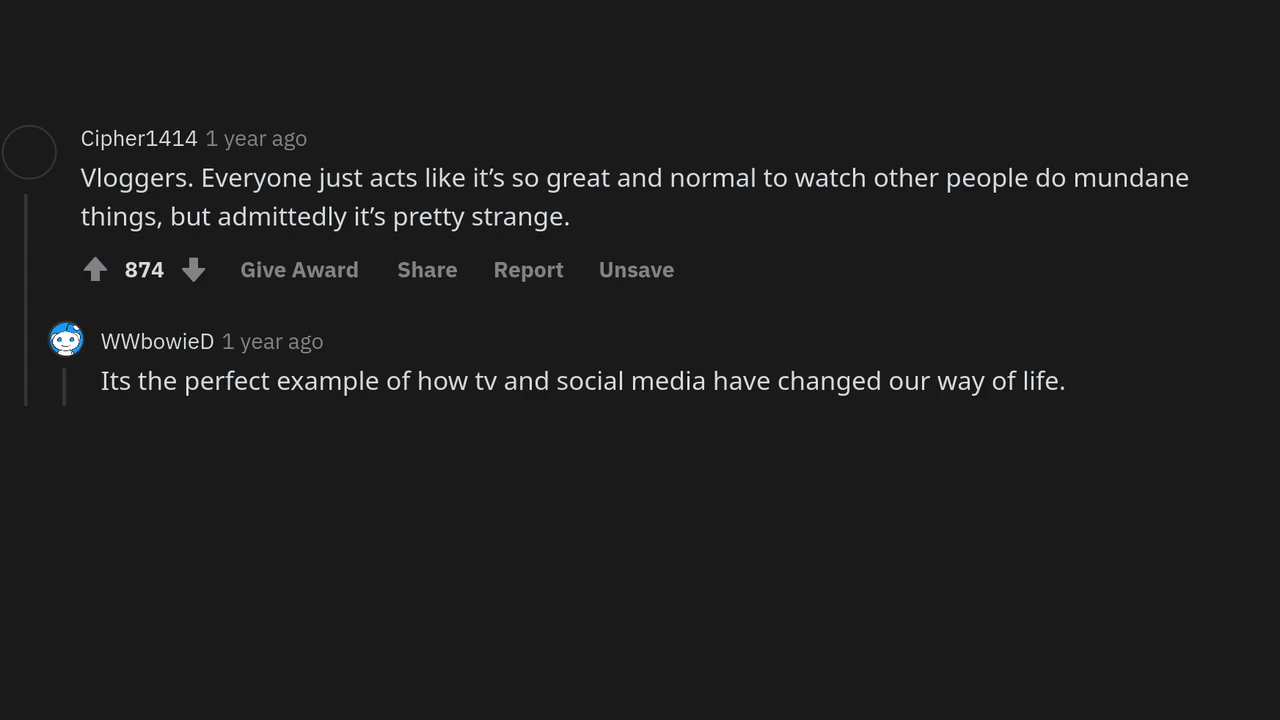 Cipher1414 1 year ago
Vloggers. Everyone just acts like it’s so great and normal to watch other people do mundane
things, but admittedly it’s pretty strange.
874 Give Award Share Report Unsave
WWbowieD 1 year ago
Its the perfect example of how tv and social media have changed our way of life.